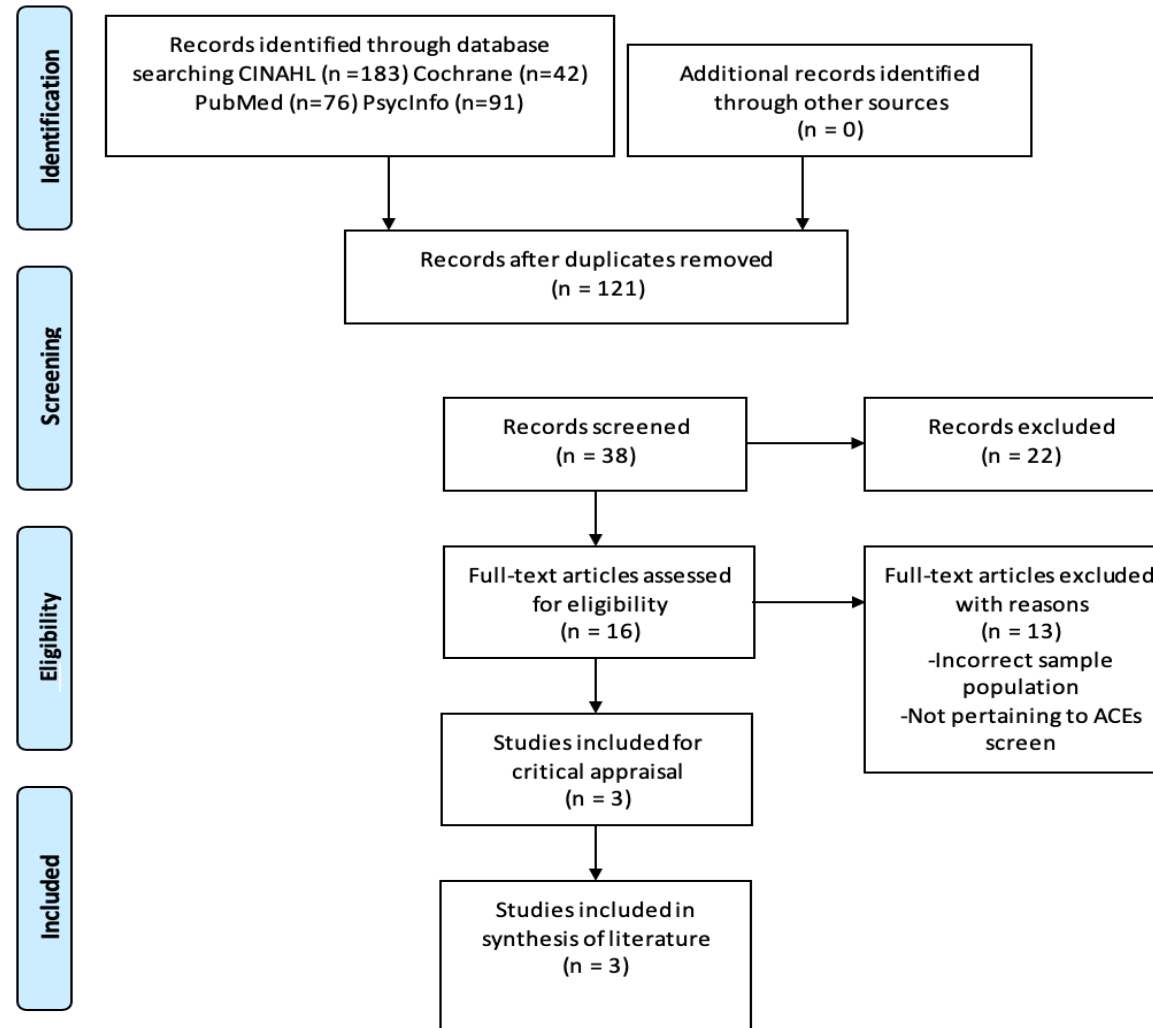 Identification
Records identified through database
searching CINAHL (n =183) Cochrane (n=42)
PubMed (n=76) PsycInfo (n=91)
Additional records identified
through other sources
(n = 0)
Records after duplicates removed
(n = 121)
Screening
Records screened
(n = 38)
Records excluded
(n = 22)
Eligibility
Full-text articles assessed
for eligibility
(n = 16)
Full-text articles excluded
with reasons
(n = 13)
-Incorrect sample
population
-Not pertaining to ACEs
screen
Studies included for
critical appraisal
(n = 3)
Included
Studies included in
synthesis of literature
(n = 3)